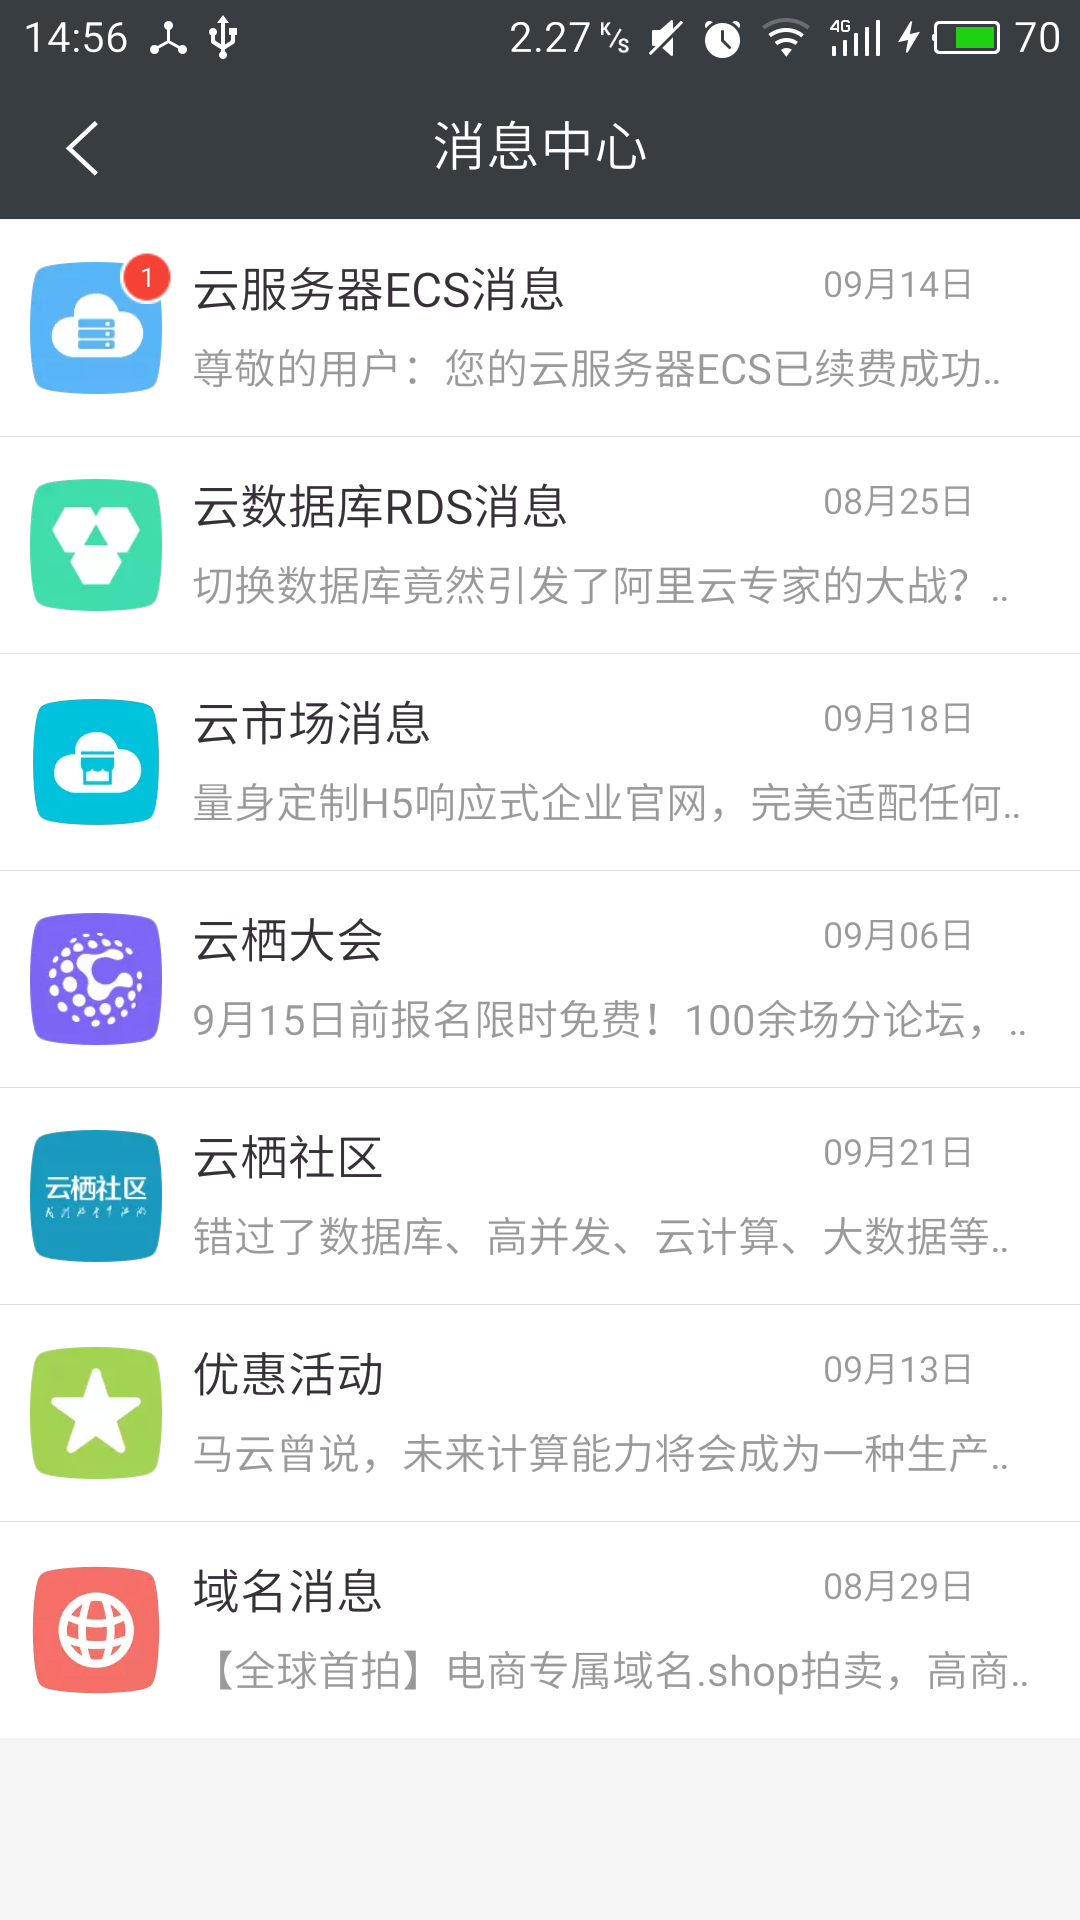 14:56 2.27 K/s 4G 70
消息中心
1
云服务器ECS消息 09月14日
尊敬的用户：您的云服务器ECS已续费成功..
云数据库RDS消息 08月25日
切换数据库竟然引发了阿里云专家的大战？..
云市场消息 09月18日
量身定制H5响应式企业官网，完美适配任何..
云栖大会 09月06日
9月15日前报名限时免费！100余场分论坛，..
云栖社区 09月21日
云栖社区
错过了数据库、高并发、云计算、大数据等..
优惠活动 09月13日
马云曾说，未来计算能力将会成为一种生产..
域名消息 08月29日
【全球首拍】电商专属域名.shop拍卖，高商..